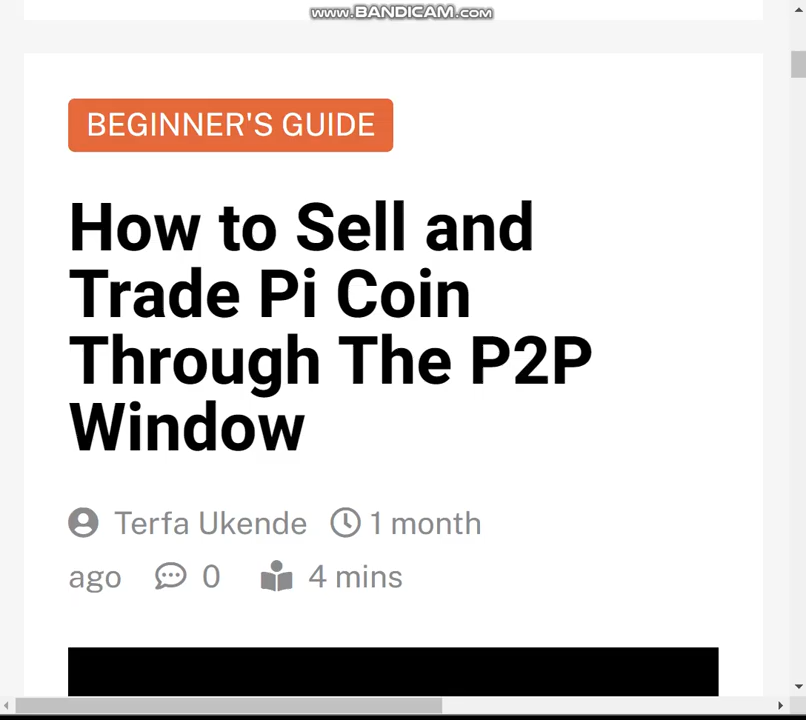 www.BANDICAM.com
BEGINNER'S GUIDE
How to Sell and
Trade Pi Coin
Through The P2P
Window
Terfa Ukende 1 month
ago 0 4 mins